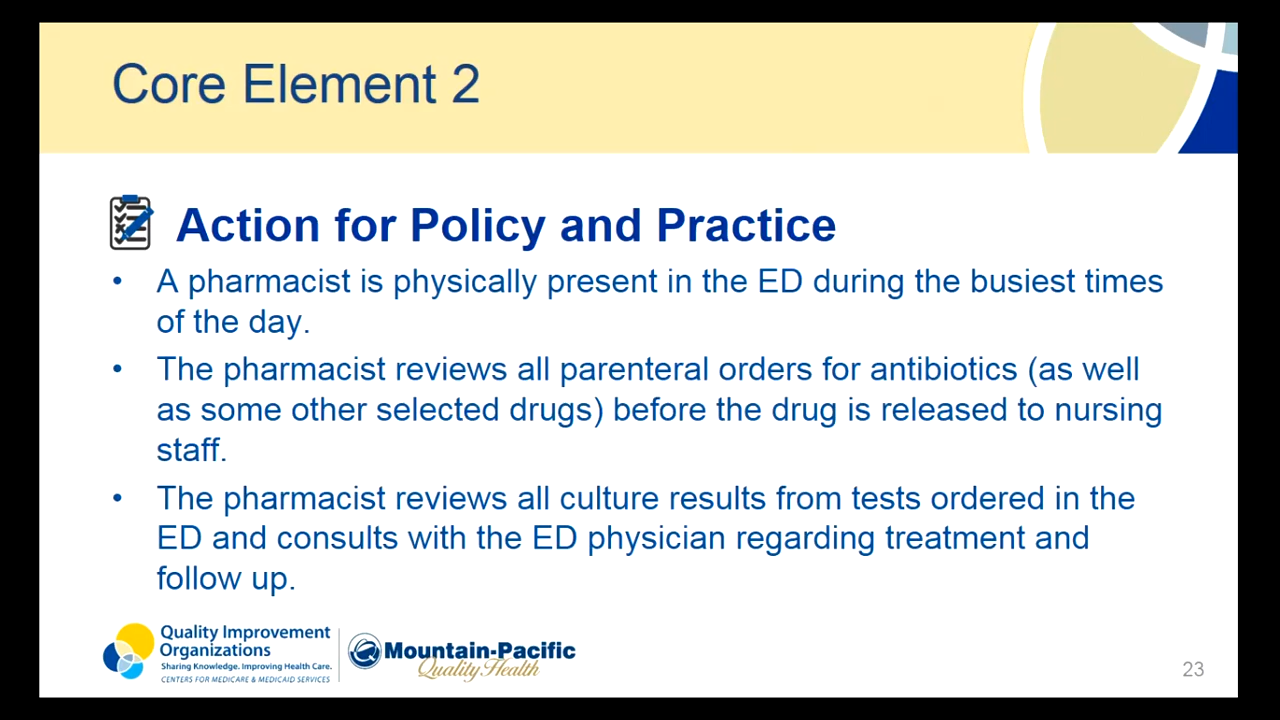 Core Element 2
Action for Policy and Practice
• A pharmacist is physically present in the ED during the busiest times
of the day.
• The pharmacist reviews all parenteral orders for antibiotics (as well
as some other selected drugs) before the drug is released to nursing
staff.
• The pharmacist reviews all culture results from tests ordered in the
ED and consults with the ED physician regarding treatment and
follow up.
Quality Improvement
Organizations
Sharing Knowledge. Improving Health Care.
CENTERS FOR MEDICARE & MEDICAID SERVICES
Mountain-Pacific
Quality Health
23